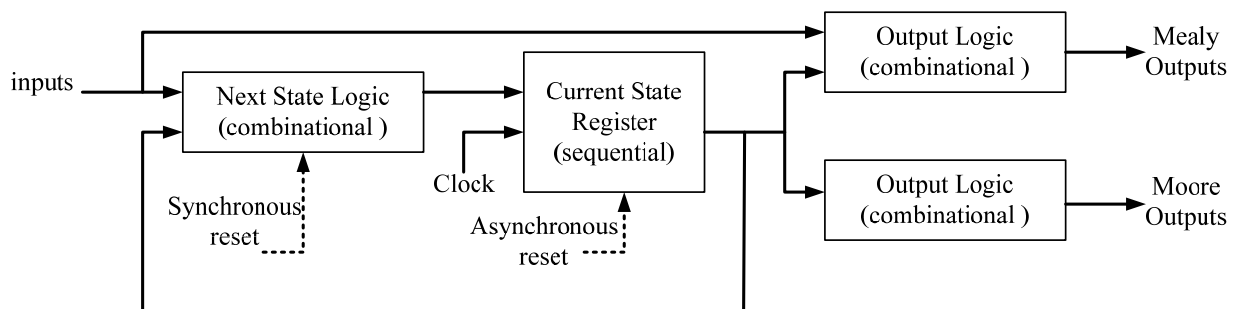 inputs
Next State Logic
(combinational )
Synchronous
reset
Current State
Register
(sequential)
Clock
Asynchronous
reset
Output Logic
(combinational )
Mealy
Outputs
Output Logic
(combinational )
Moore
Outputs